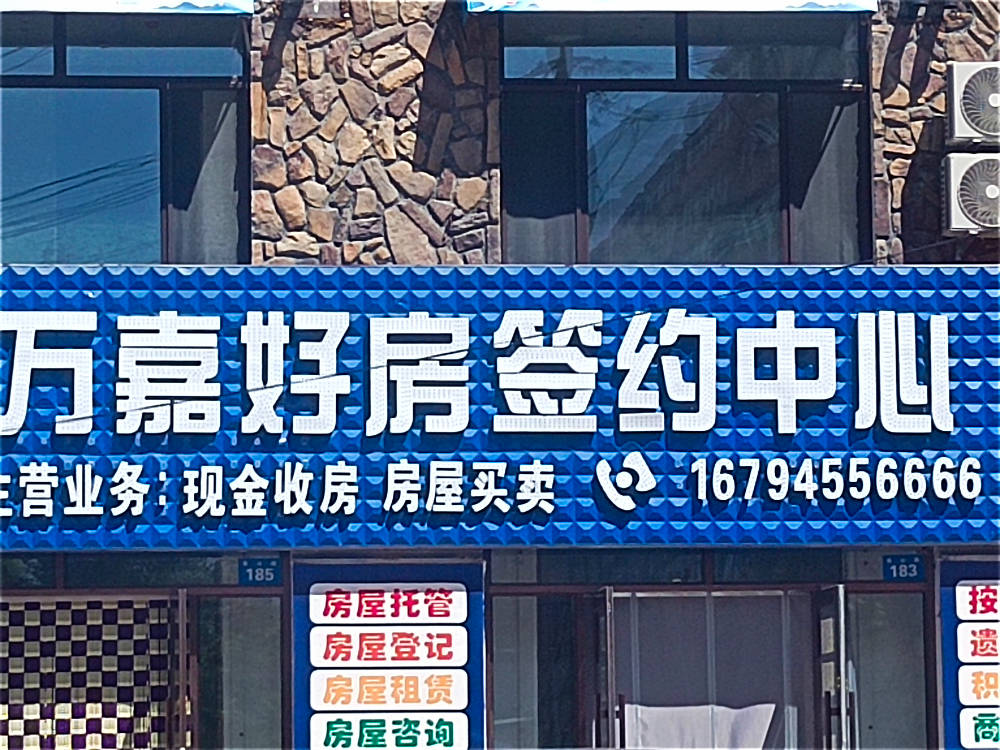 万嘉好房签约中心
主营业务:现金收房 房屋买卖 16794556666
185
183
房屋托管
房屋登记
房屋租赁
房屋咨询
按
遗
积
商